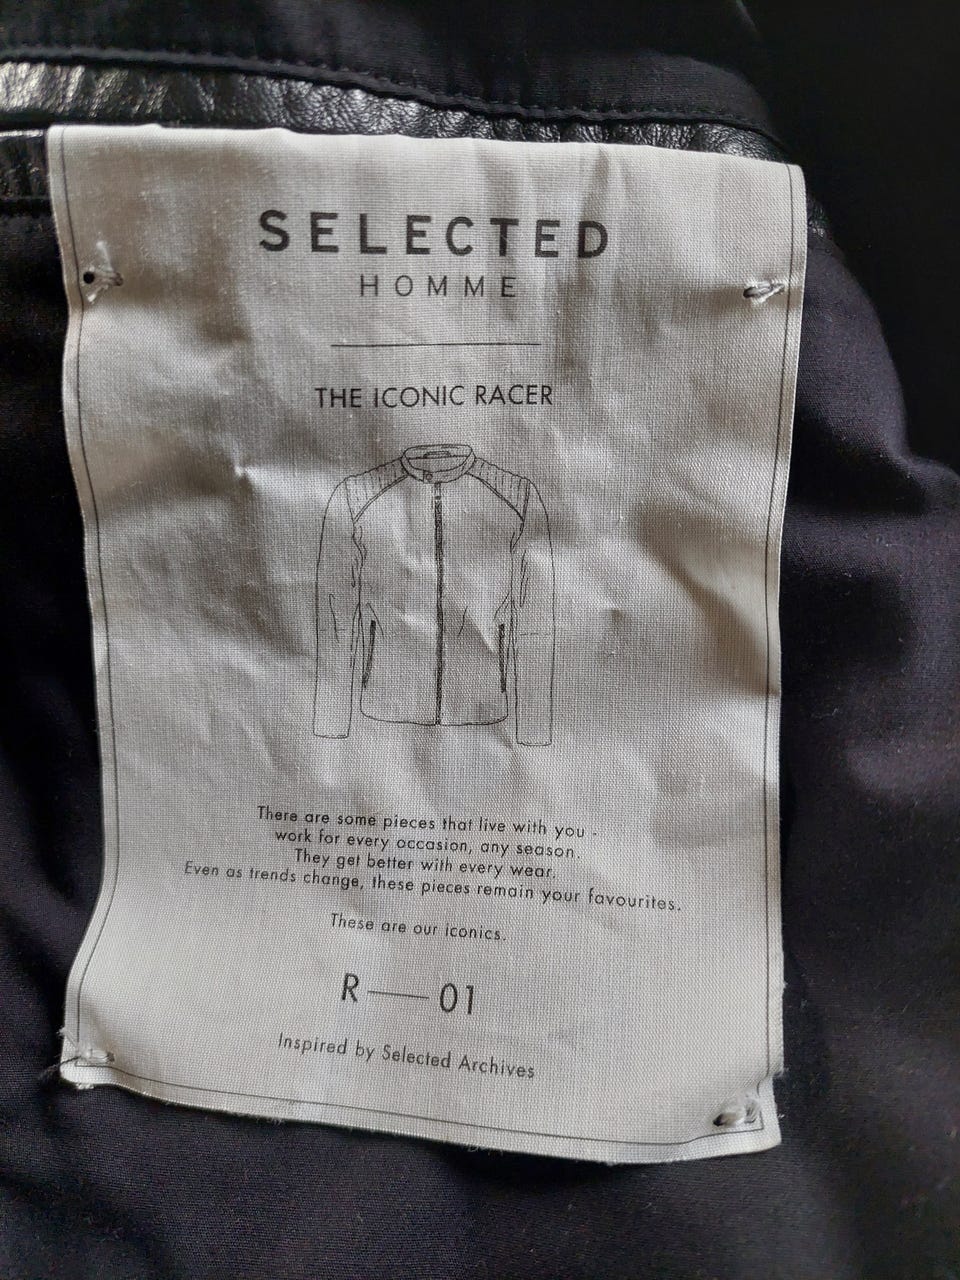 SELECTED
HOMME
THE ICONIC RACER
There are some pieces that live with you -
work for every occasion, any season.
They get better with every wear.
Even as trends change, these pieces remain your favourites.
These are our iconics.
R — 01
Inspired by Selected Archives